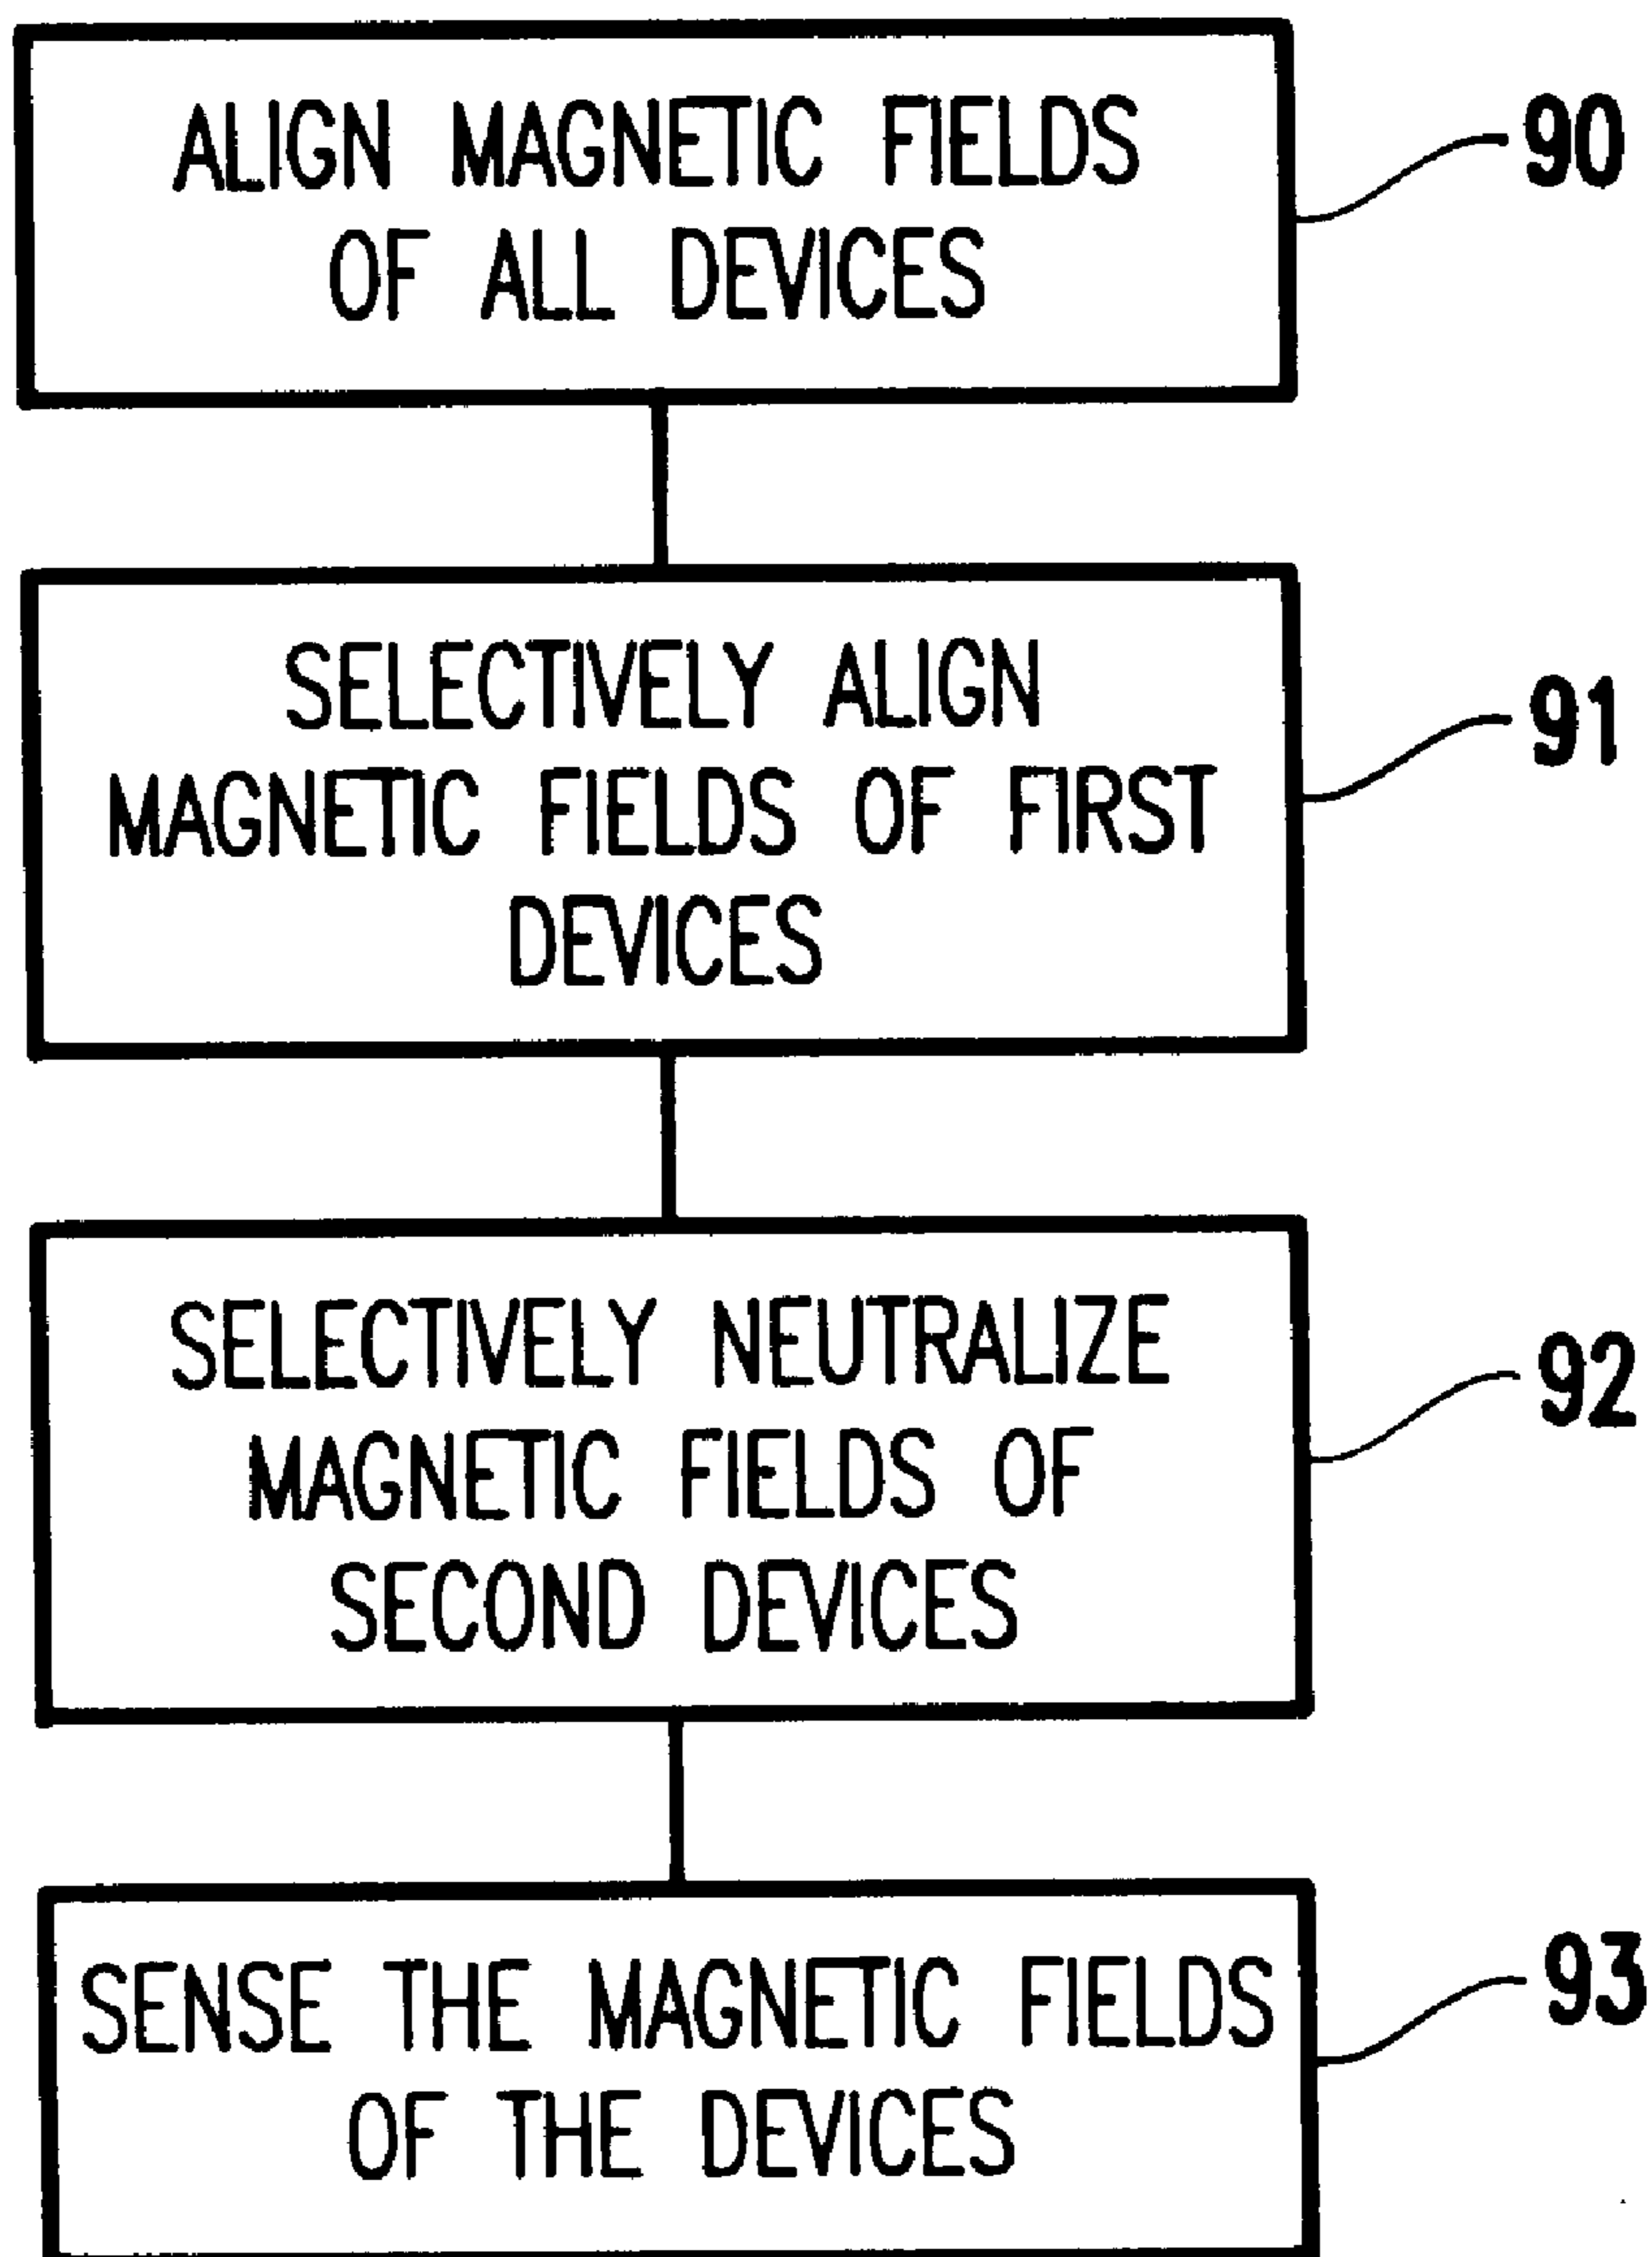 ALIGN MAGNETIC FIELDS
OF ALL DEVICES
90
SELECTIVELY ALIGN
MAGNETIC FIELDS OF FIRST
DEVICES
91
SELECTIVELY NEUTRALIZE
MAGNETIC FIELDS OF
SECOND DEVICES
92
SENSE THE MAGNETIC FIELDS
OF THE DEVICES
93